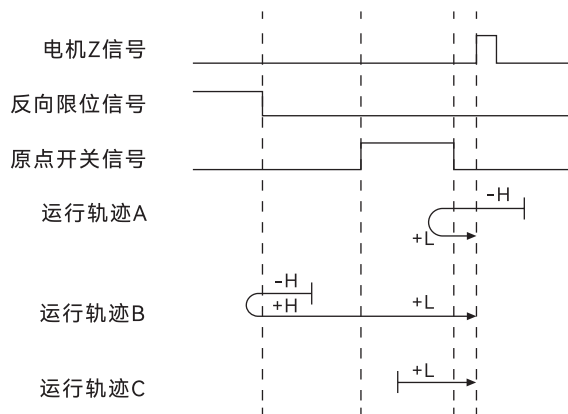 电机Z信号
反向限位信号
原点开关信号
运行轨迹A
-H
+L
-H
运行轨迹B
+H
+L
运行轨迹C
+L